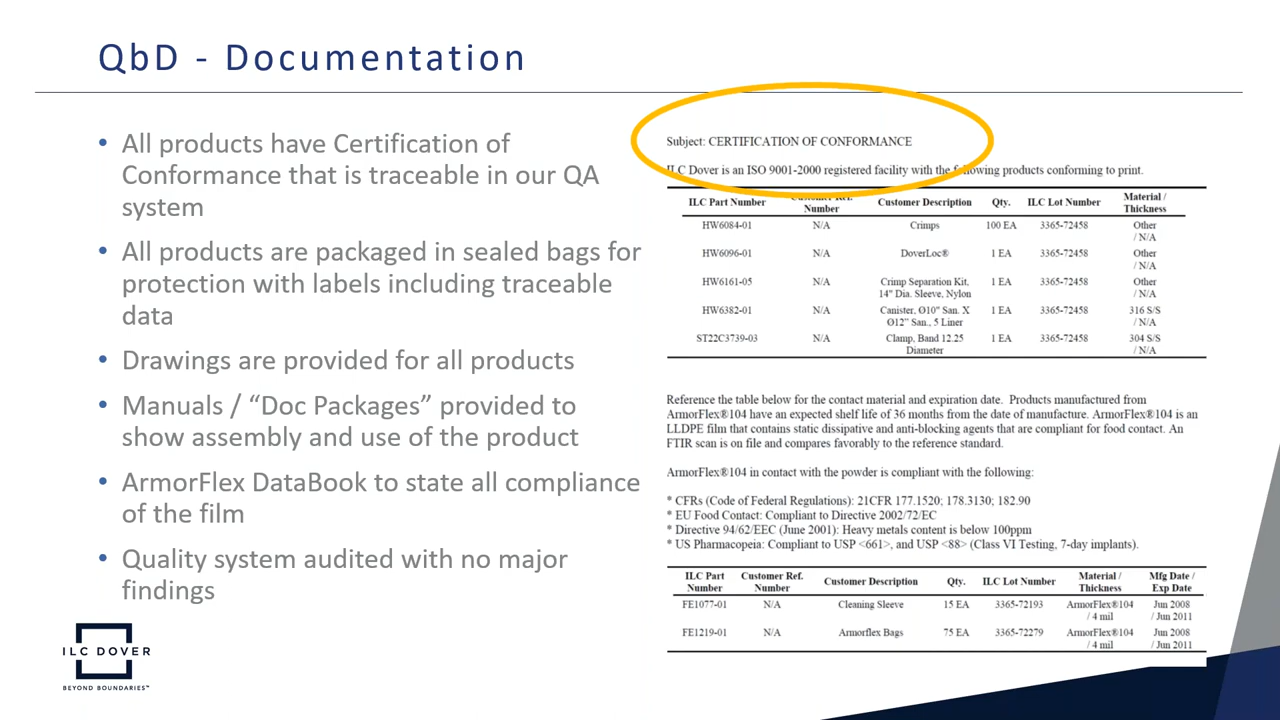 QbD - Documentation
• All products have Certification of
Conformance that is traceable in our QA
system
• All products are packaged in sealed bags for
protection with labels including traceable
data
• Drawings are provided for all products
• Manuals / “Doc Packages” provided to
show assembly and use of the product
• ArmorFlex DataBook to state all compliance
of the film
• Quality system audited with no major
findings
ILC DOVER
BEYOND BOUNDARIES™
Subject: CERTIFICATION OF CONFORMANCE
ILC Dover is an ISO 9001-2000 registered facility with the following products conforming to print.
ILC Part Number Customer Ref. Number Customer Description Qty. ILC Lot Number Material / Thickness
HW6084-01 N/A Crimps 100 EA 3365-72458 Other / N/A
HW6096-01 N/A DoverLoc® 1 EA 3365-72458 Other / N/A
HW6161-05 N/A Crimp Separation Kit, 14" Dia. Sleeve, Nylon 1 EA 3365-72458 Other / N/A
HW6382-01 N/A Canister, Ø10" San. X Ø12” San., 5 Liner 1 EA 3365-72458 316 S/S / N/A
ST22C3739-03 N/A Clamp, Band 12.25 Diameter 1 EA 3365-72458 304 S/S / N/A
Reference the table below for the contact material and expiration date. Products manufactured from
ArmorFlex®104 have an expected shelf life of 36 months from the date of manufacture. ArmorFlex®104 is an
LLDPE film that contains static dissipative and anti-blocking agents that are compliant for food contact. An
FTIR scan is on file and compares favorably to the reference standard.
ArmorFlex®104 in contact with the powder is compliant with the following:
* CFRs (Code of Federal Regulations): 21CFR 177.1520; 178.3130; 182.90
* EU Food Contact: Compliant to Directive 2002/72/EC
* Directive 94/62/EEC (June 2001): Heavy metals content is below 100ppm
* US Pharmacopeia: Compliant to USP <661>, and USP <88> (Class VI Testing, 7-day implants).
ILC Part Number Customer Ref. Number Customer Description Qty. ILC Lot Number Material / Thickness Mfg Date / Exp Date
FE1077-01 N/A Cleaning Sleeve 15 EA 3365-72193 ArmorFlex®104 / 4 mil Jun 2008 / Jun 2011
FE1219-01 N/A Armorflex Bags 75 EA 3365-72279 ArmorFlex®104 / 4 mil Jun 2008 / Jun 2011